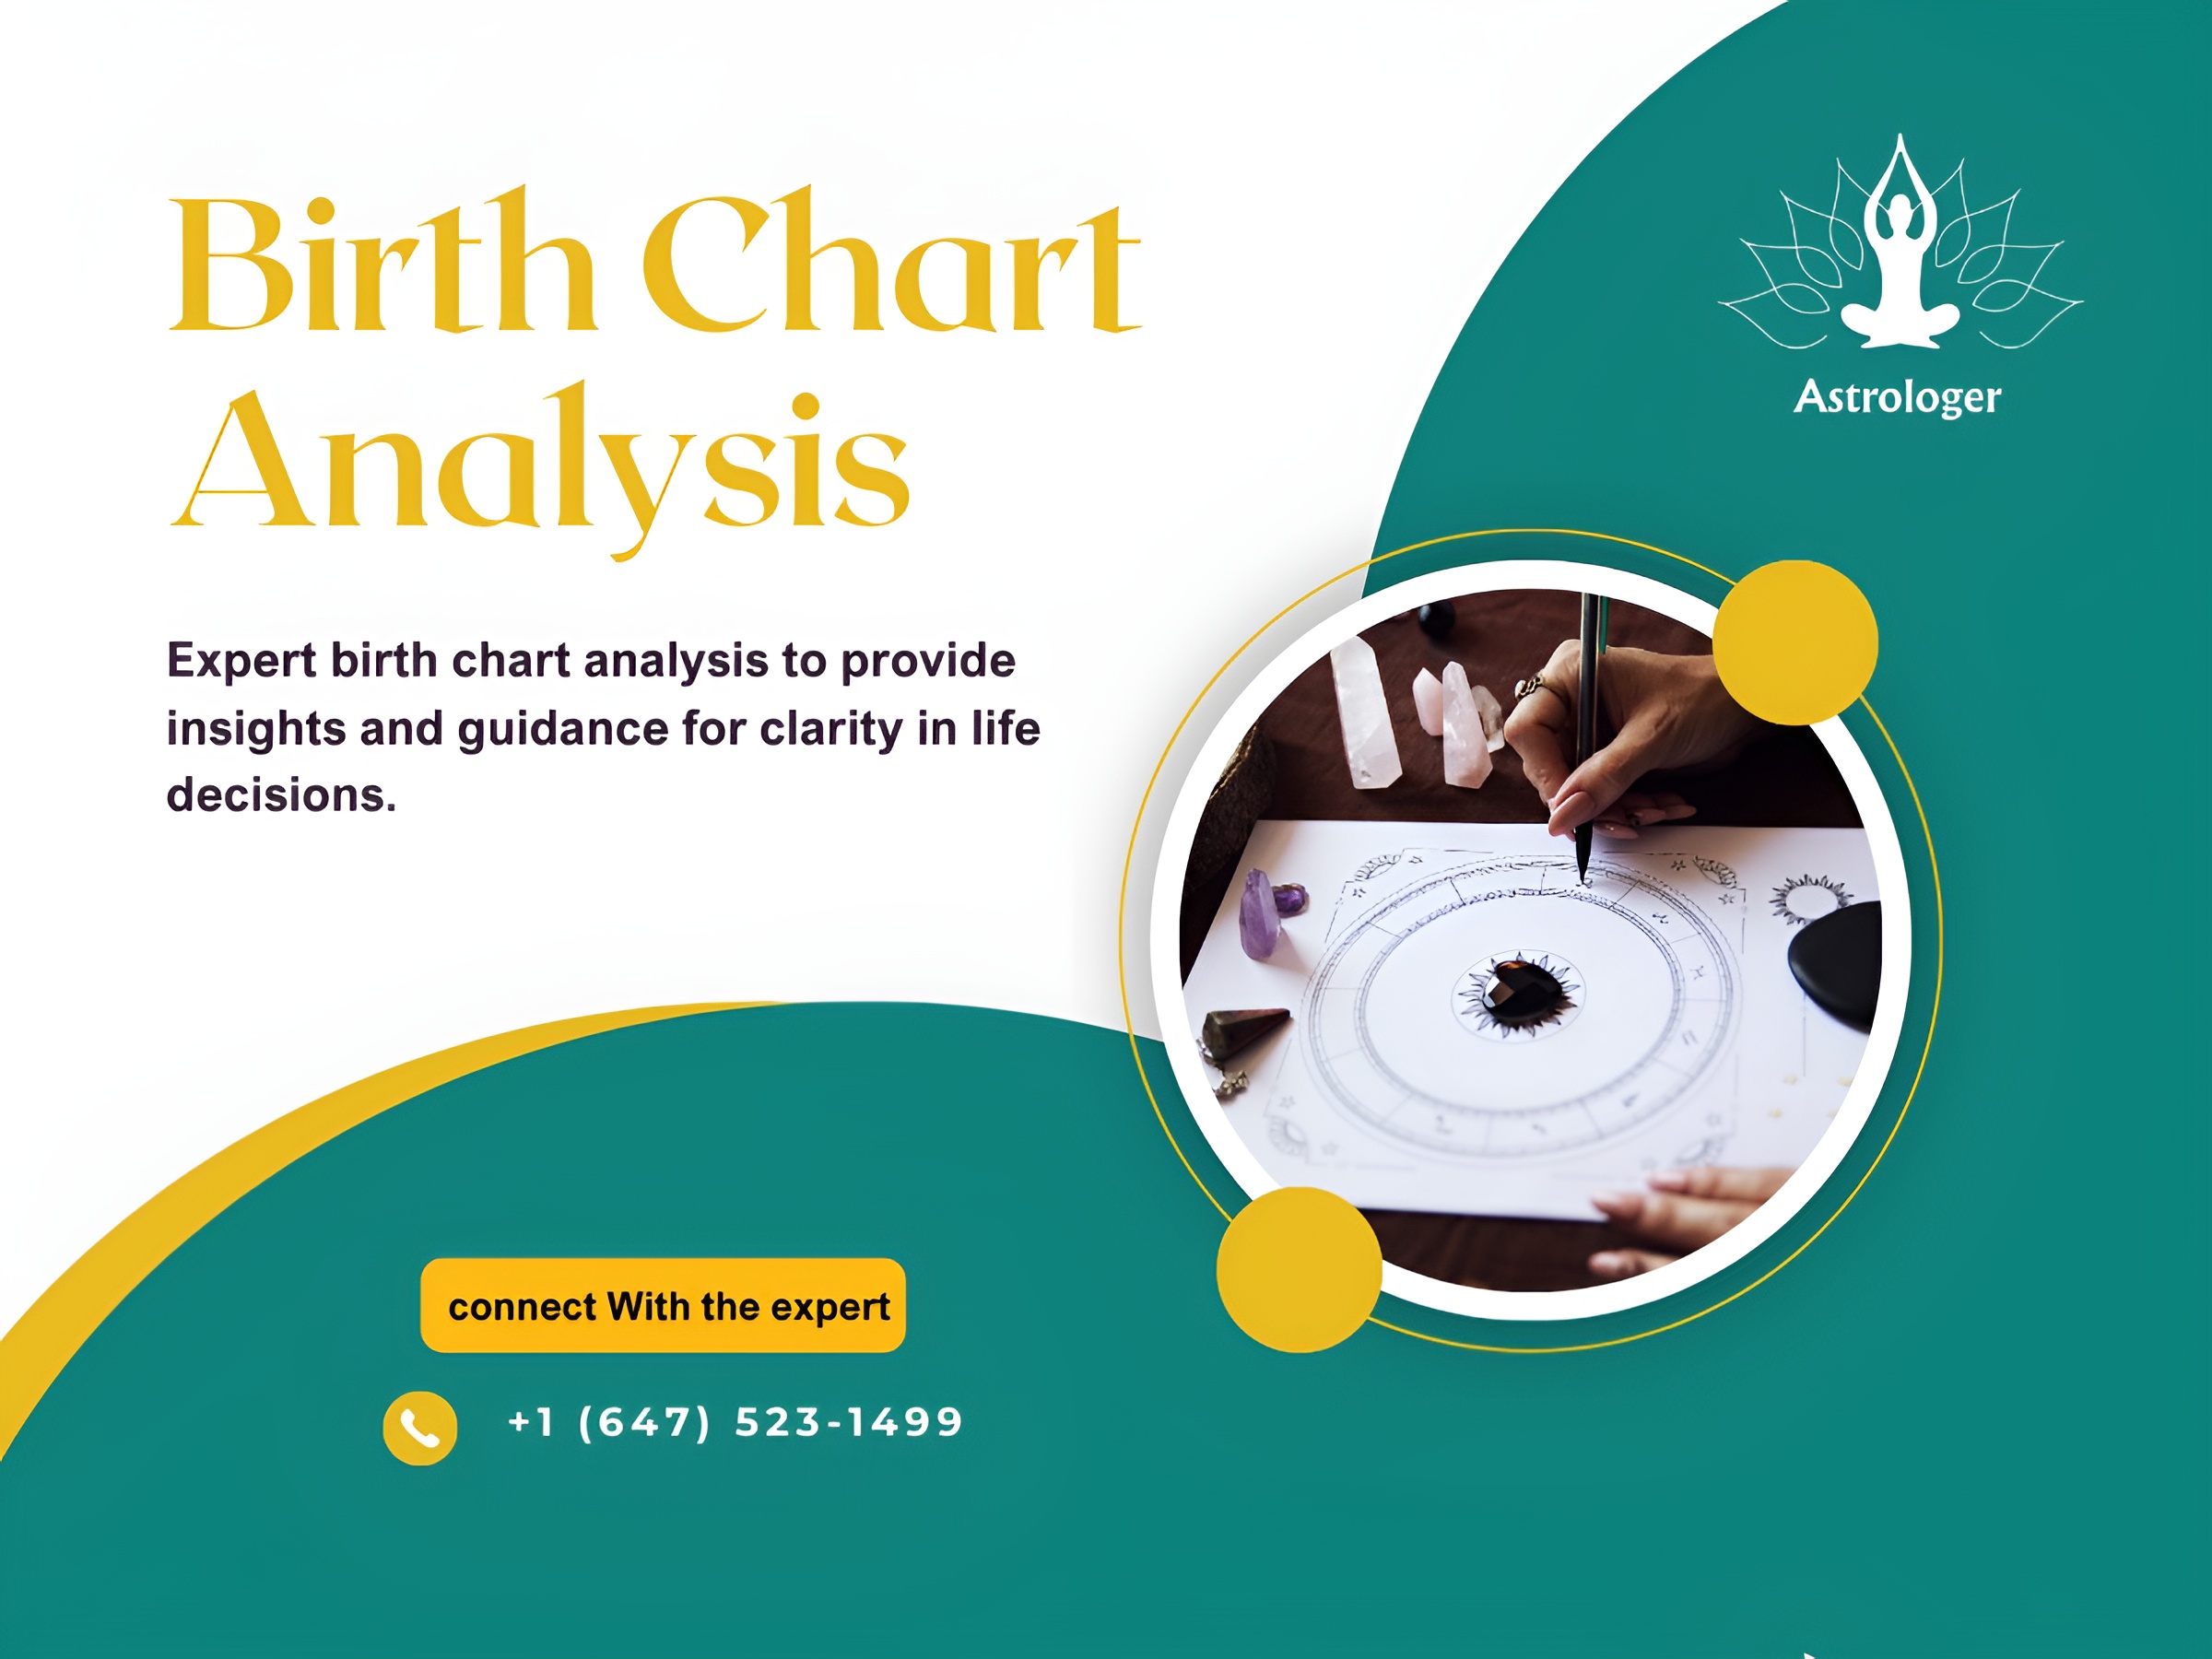 Birth Chart
Analysis
Astrologer
Expert birth chart analysis to provide
insights and guidance for clarity in life
decisions.
connect With the expert
+1 (647) 523-1499